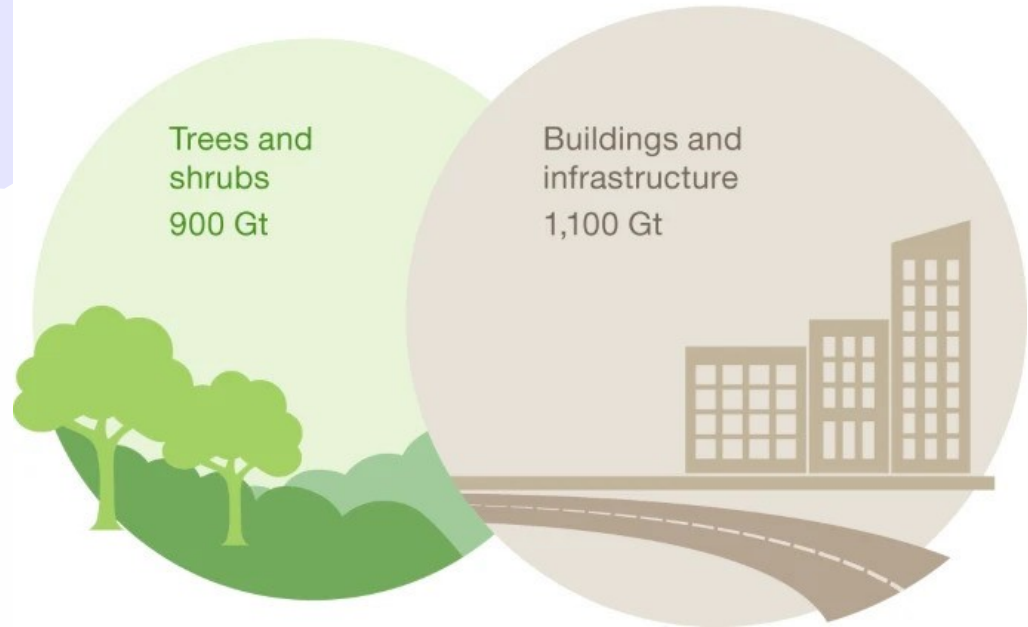 Trees and
shrubs
900 Gt
Buildings and
infrastructure
1,100 Gt